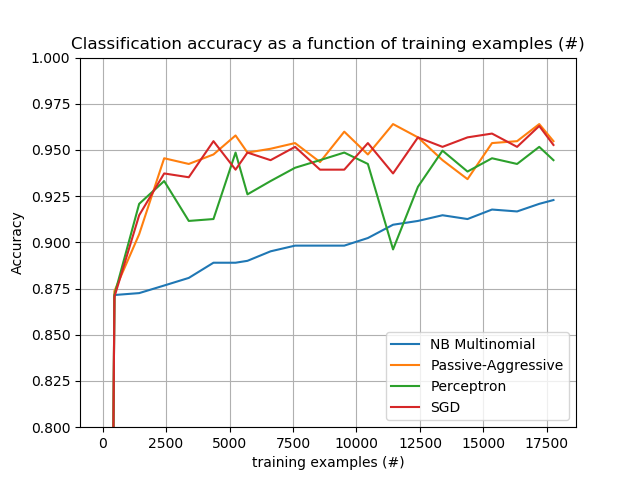 Classification accuracy as a function of training examples (#)
1.000
0.975
0.950
0.925
0.900
0.875
0.850
0.825
0.800
Accuracy
NB Multinomial
Passive-Aggressive
Perceptron
SGD
0 2500 5000 7500 10000 12500 15000 17500
training examples (#)